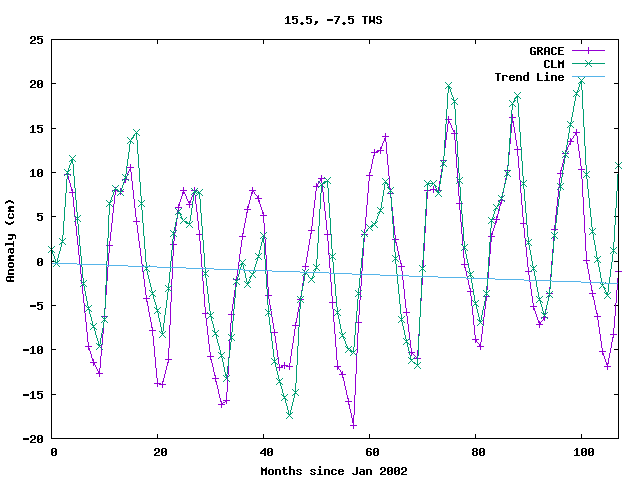 15.5, -7.5 TWS
GRACE
CLM
Trend Line
25
20
15
10
5
0
-5
-10
-15
-20
Anomaly (cm)
0 20 40 60 80 100
Months since Jan 2002